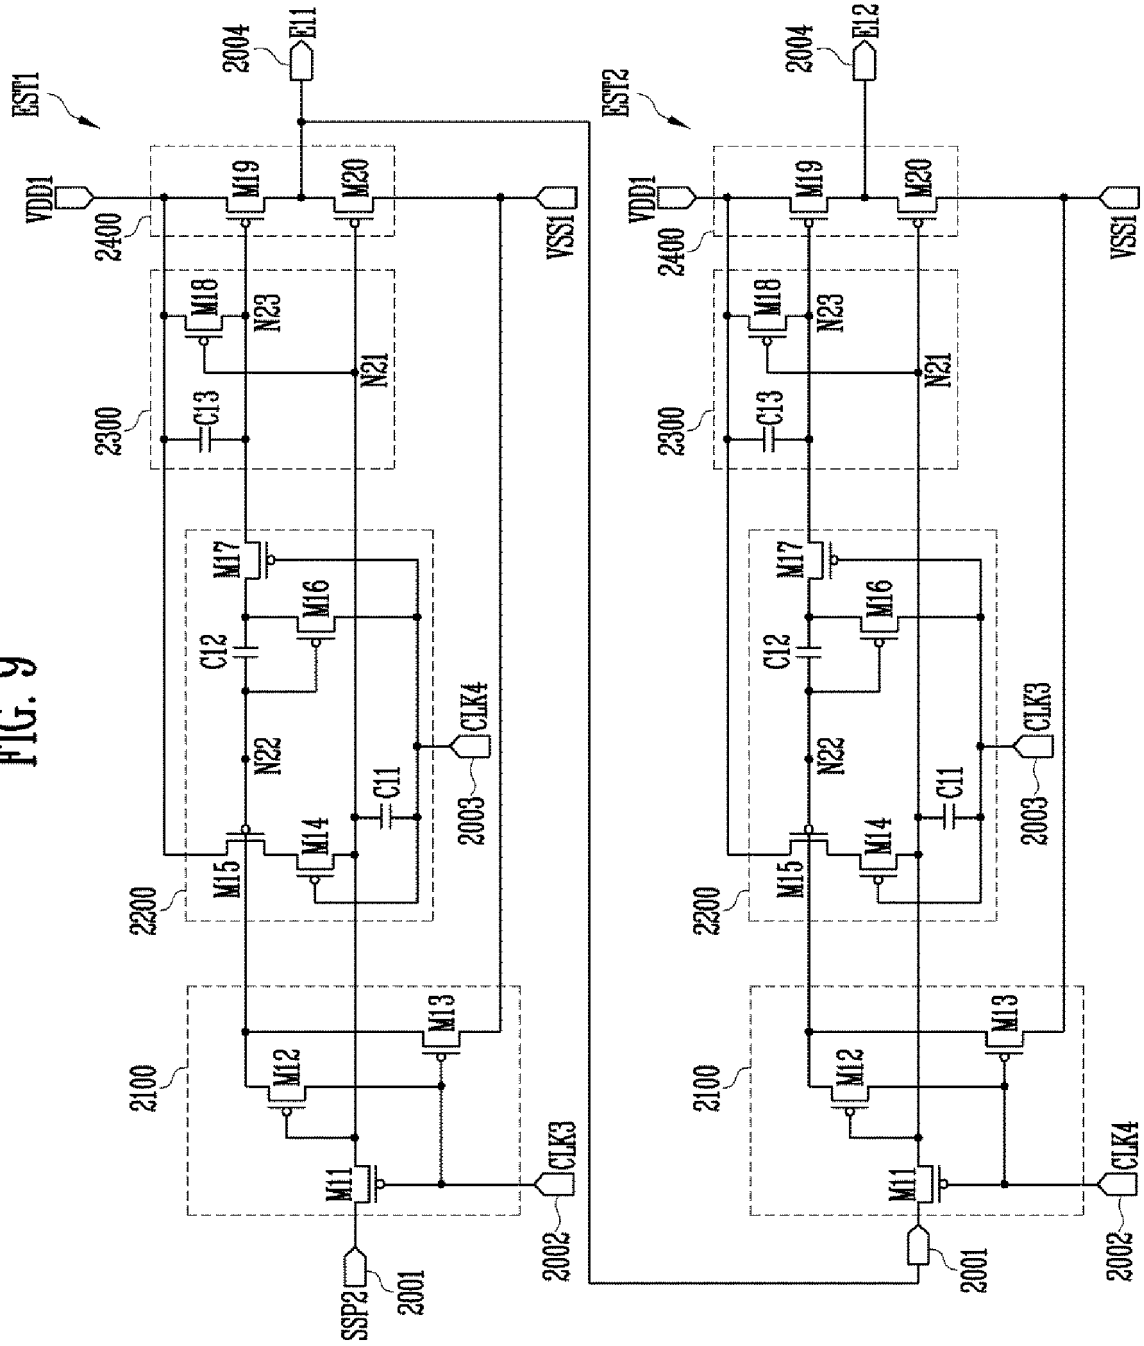 FIG. 9
EST1
SSP2
2001
2002
CLK3
2100
M11
M12
M13
2200
M15
M14
N22
C11
2003
CLK4
C12
M16
M17
2300
C13
M18
N23
N21
2400
VDD1
M19
M20
VSS1
2004
E11
EST2
2001
2002
CLK4
2100
M11
M12
M13
2200
M15
M14
N22
C11
2003
CLK3
C12
M16
M17
2300
C13
M18
N23
N21
2400
VDD1
M19
M20
VSS1
2004
E12